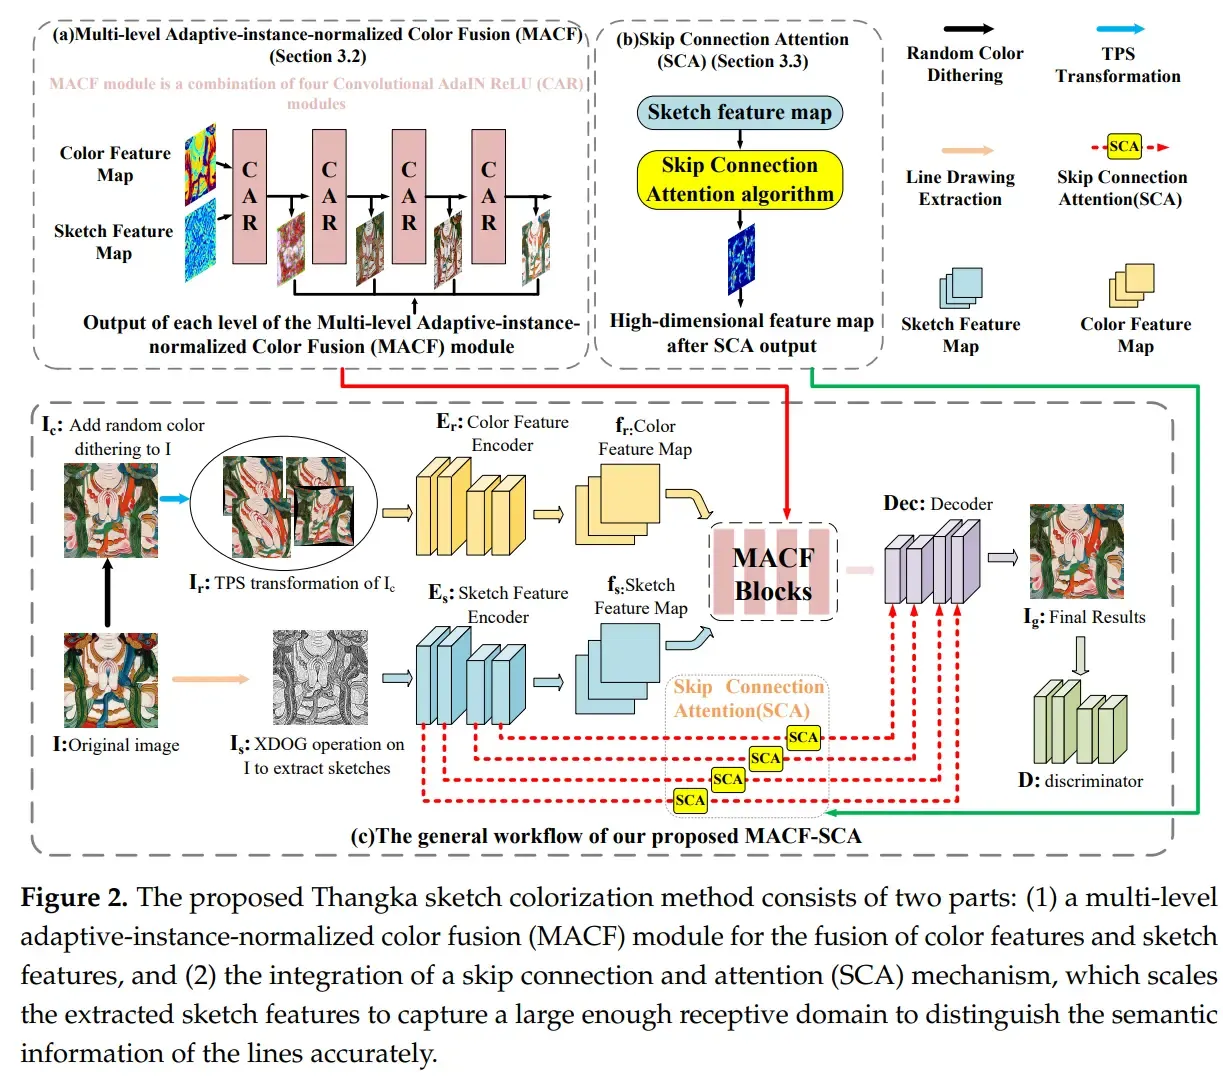 (a)Multi-level Adaptive-instance-normalized Color Fusion (MACF)
(Section 3.2)
MACF module is a combination of four Convolutional AdaIN ReLU (CAR)
modules
Color Feature
Map
Sketch Feature
Map
C
A
R
C
A
R
C
A
R
C
A
R
Output of each level of the Multi-level Adaptive-instance-
normalized Color Fusion (MACF) module
(b)Skip Connection Attention
(SCA) (Section 3.3)
Sketch feature map
Skip Connection
Attention algorithm
High-dimensional feature map
after SCA output
Random Color
Dithering
TPS
Transformation
Line Drawing
Extraction
SCA
Skip Connection
Attention(SCA)
Sketch Feature
Map
Color Feature
Map
Ic: Add random color
dithering to I
Ir: TPS transformation of Ic
Er: Color Feature
Encoder
fr:Color
Feature Map
I:Original image
Is: XDOG operation on
I to extract sketches
Es: Sketch Feature
Encoder
fs:Sketch
Feature Map
MACF
Blocks
Dec: Decoder
Ig: Final Results
D: discriminator
Skip Connection
Attention(SCA)
SCA
SCA
SCA
SCA
(c)The general workflow of our proposed MACF-SCA
Figure 2. The proposed Thangka sketch colorization method consists of two parts: (1) a multi-level
adaptive-instance-normalized color fusion (MACF) module for the fusion of color features and sketch
features, and (2) the integration of a skip connection and attention (SCA) mechanism, which scales
the extracted sketch features to capture a large enough receptive domain to distinguish the semantic
information of the lines accurately.